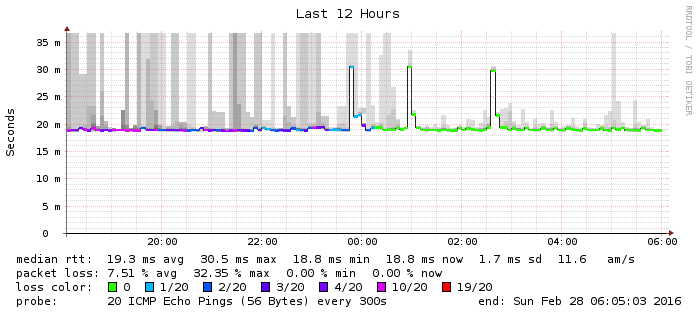 Last 12 Hours
RRDTOOL / TOBI OETIKER
Seconds
35 m
30 m
25 m
20 m
15 m
10 m
5 m
0
20:00 22:00 00:00 02:00 04:00 06:00
median rtt: 19.3 ms avg 30.5 ms max 18.8 ms min 18.8 ms now 1.7 ms sd 11.6 am/s
packet loss: 7.51 % avg 32.35 % max 0.00 % min 0.00 % now
loss color: 0 1/20 2/20 3/20 4/20 10/20 19/20
probe: 20 ICMP Echo Pings (56 Bytes) every 300s end: Sun Feb 28 06:05:03 2016